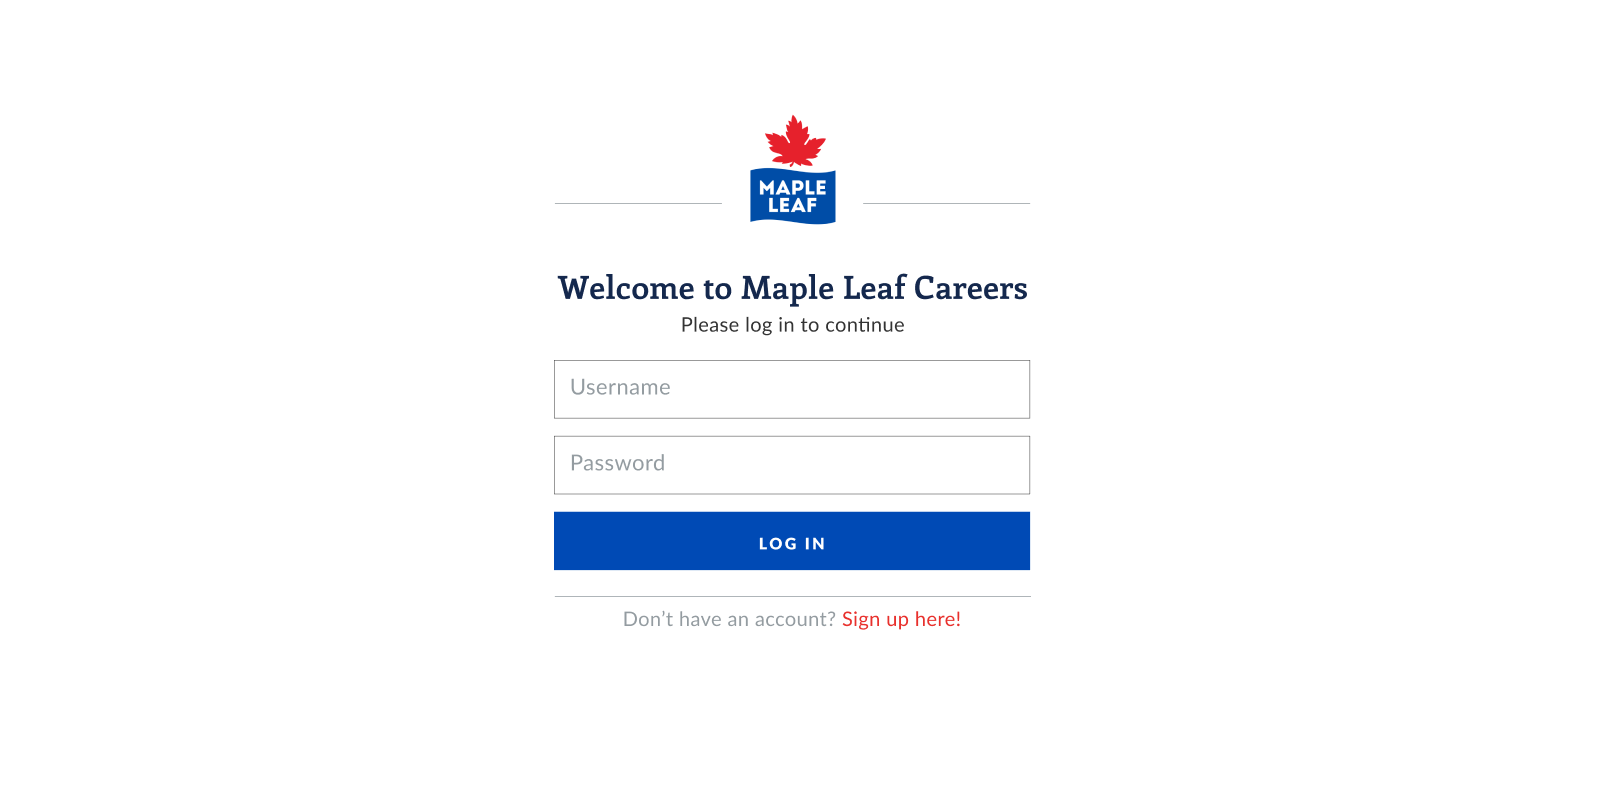 MAPLE
LEAF
Welcome to Maple Leaf Careers
Please log in to continue
Username
Password
LOG IN
Don’t have an account? Sign up here!